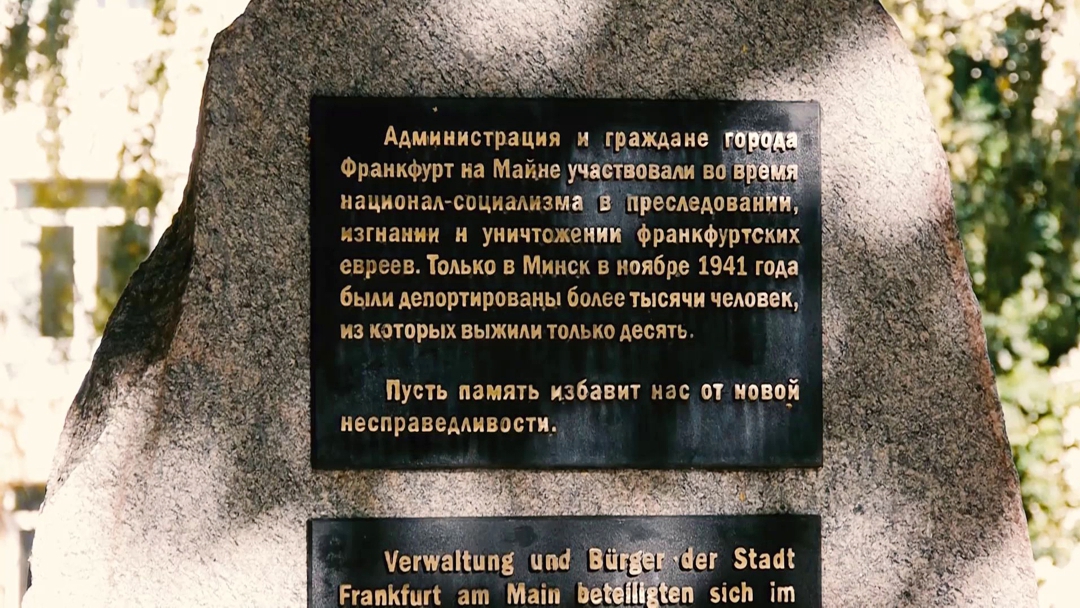 Администрация и граждане города
Франкфурт на Майне участвовали во время
национал-социализма в преследовании,
изгнании и уничтожении франкфуртских
евреев. Только в Минск в ноябре 1941 года
были депортированы более тысячи человек,
из которых выжили только десять.
Пусть память избавит нас от новой
несправедливости.
Verwaltung und Bürger der Stadt
Frankfurt am Main beteiligten sich im